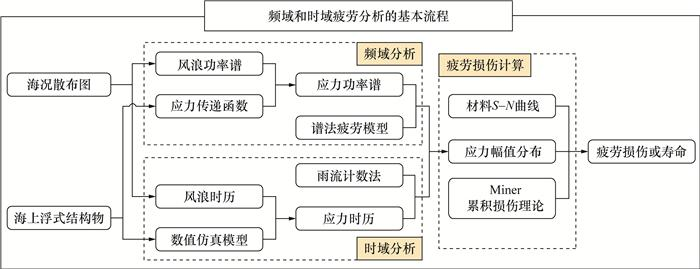 频域和时域疲劳分析的基本流程
海况散布图
海上浮式结构物
频域分析
风浪功率谱
应力传递函数
应力功率谱
谱法疲劳模型
风浪时历
数值仿真模型
雨流计数法
应力时历
时域分析
疲劳损伤计算
材料S–N曲线
应力幅值分布
Miner
累积损伤理论
疲劳损伤或寿命